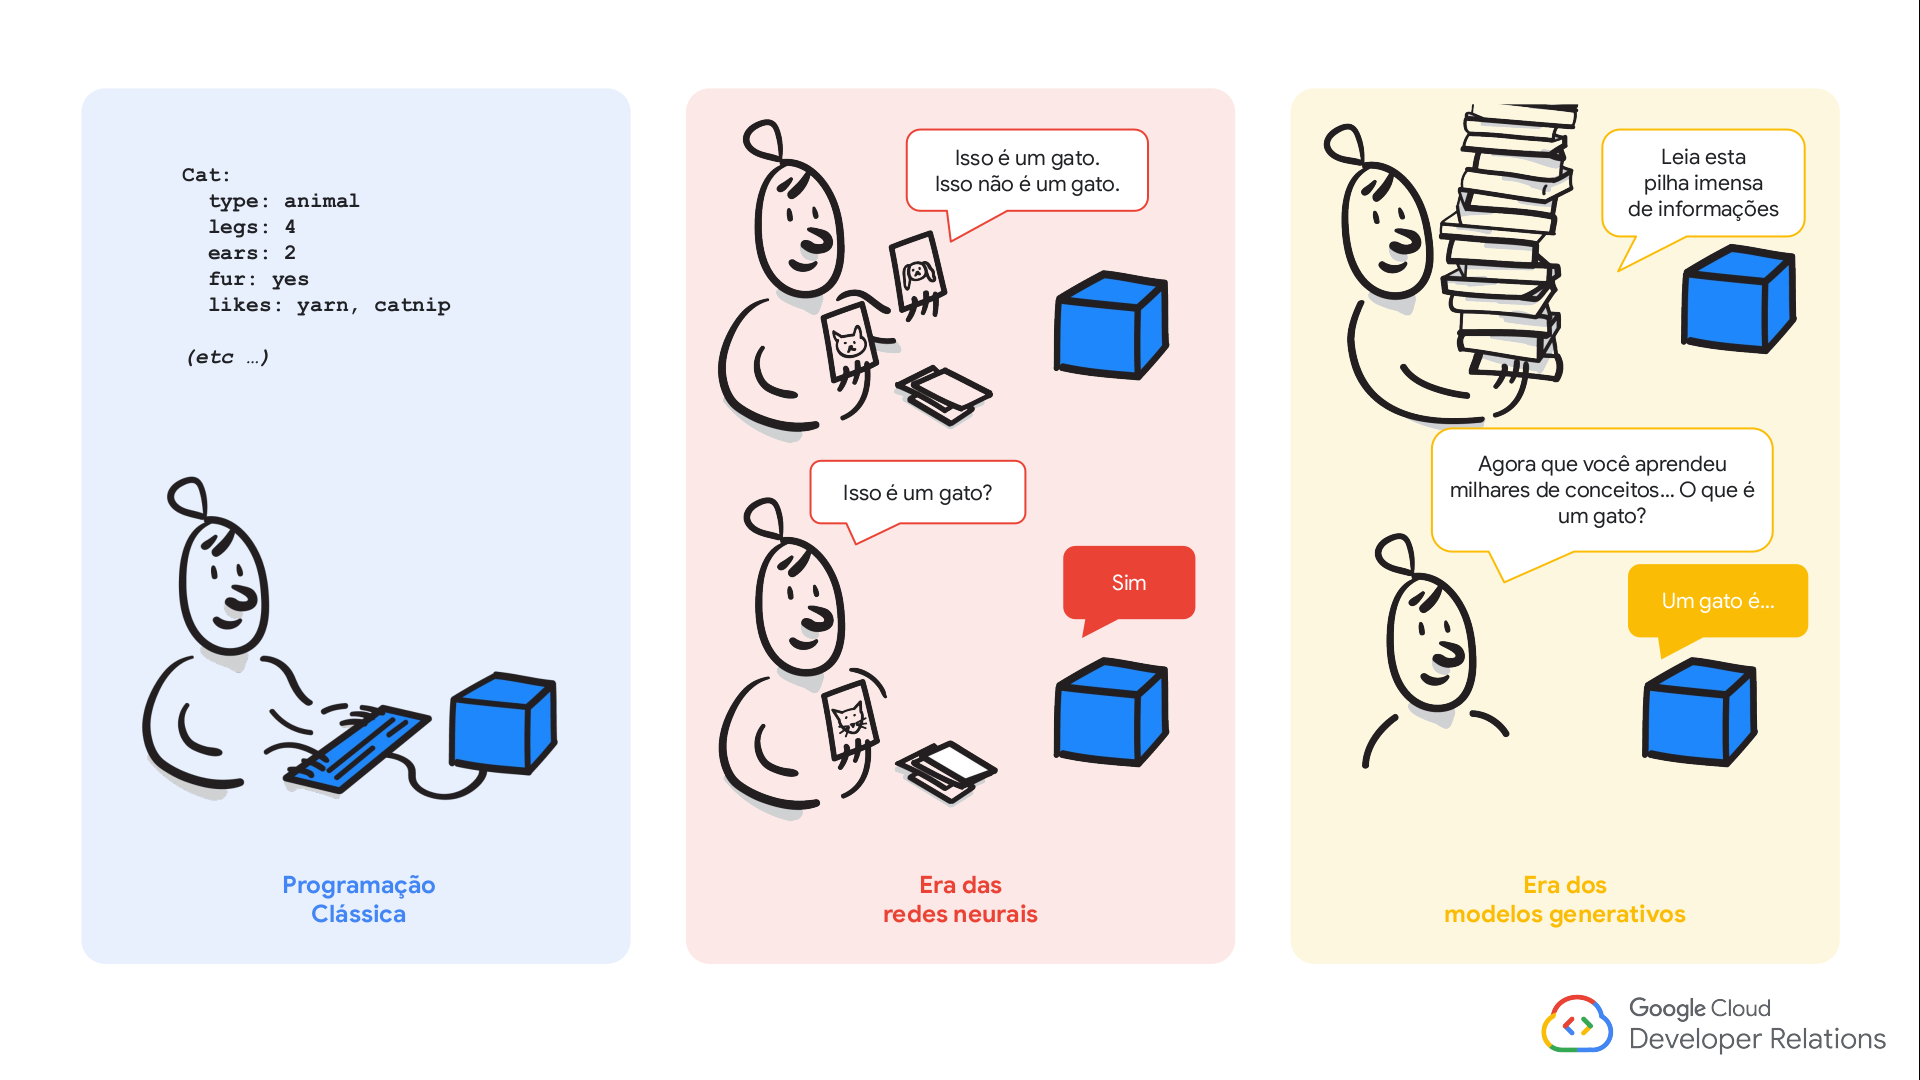 Cat:
type: animal
legs: 4
ears: 2
fur: yes
likes: yarn, catnip
(etc …)
Programação
Clássica
Isso é um gato.
Isso não é um gato.
Isso é um gato?
Sim
Era das
redes neurais
Leia esta
pilha imensa
de informações
Agora que você aprendeu
milhares de conceitos... O que é
um gato?
Um gato é...
Era dos
modelos generativos
Google Cloud
Developer Relations